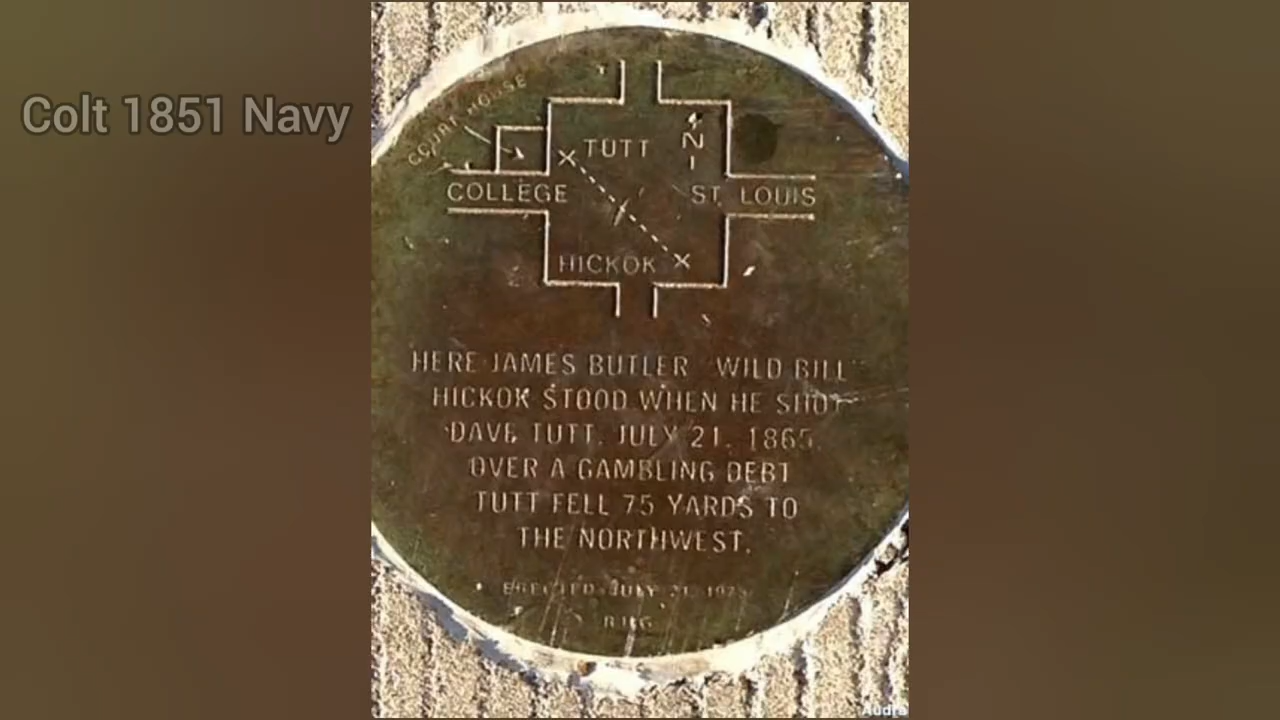 Colt 1851 Navy
COURT HOUSE
TUTT
N
COLLEGE
ST. LOUIS
HICKOK
HERE JAMES BUTLER "WILD BILL"
HICKOK STOOD WHEN HE SHOT
DAVE TUTT, JULY 21, 1865,
OVER A GAMBLING DEBT
TUTT FELL 75 YARDS TO
THE NORTHWEST.
ERECTED JULY 21
Audra